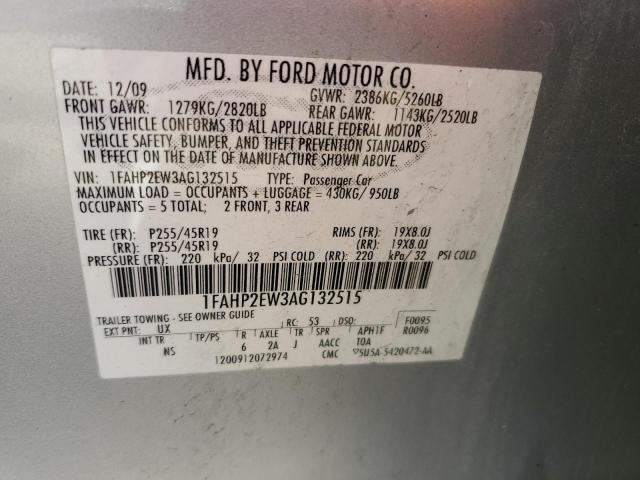 MFD. BY FORD MOTOR CO.
DATE: 12/09 GVWR: 2386KG/5260LB
FRONT GAWR: 1279KG/2820LB REAR GAWR: 1143KG/2520LB
THIS VEHICLE CONFORMS TO ALL APPLICABLE FEDERAL MOTOR
VEHICLE SAFETY, BUMPER, AND THEFT PREVENTION STANDARDS
IN EFFECT ON THE DATE OF MANUFACTURE SHOWN ABOVE.
VIN: 1FAHP2EW3AG132515 TYPE: Passenger Car
MAXIMUM LOAD = OCCUPANTS + LUGGAGE = 430KG/ 950LB
OCCUPANTS = 5 TOTAL; 2 FRONT, 3 REAR
TIRE (FR): P255/45R19 RIMS (FR): 19X8.0J
(RR): P255/45R19 (RR): 19X8.0J
PRESSURE (FR): 220 kPa/ 32 PSI COLD (RR): 220 kPa/ 32 PSI COLD
1FAHP2EW3AG132515
TRAILER TOWING - SEE OWNER GUIDE
EXT PNT: UX RC: 53 DSO: F0095
INT TR TP/PS R AXLE TR SPR APH1F R0096
NS 6 2A J AACC TOA
1200912072974 CMC 5U5A-5420472-AA